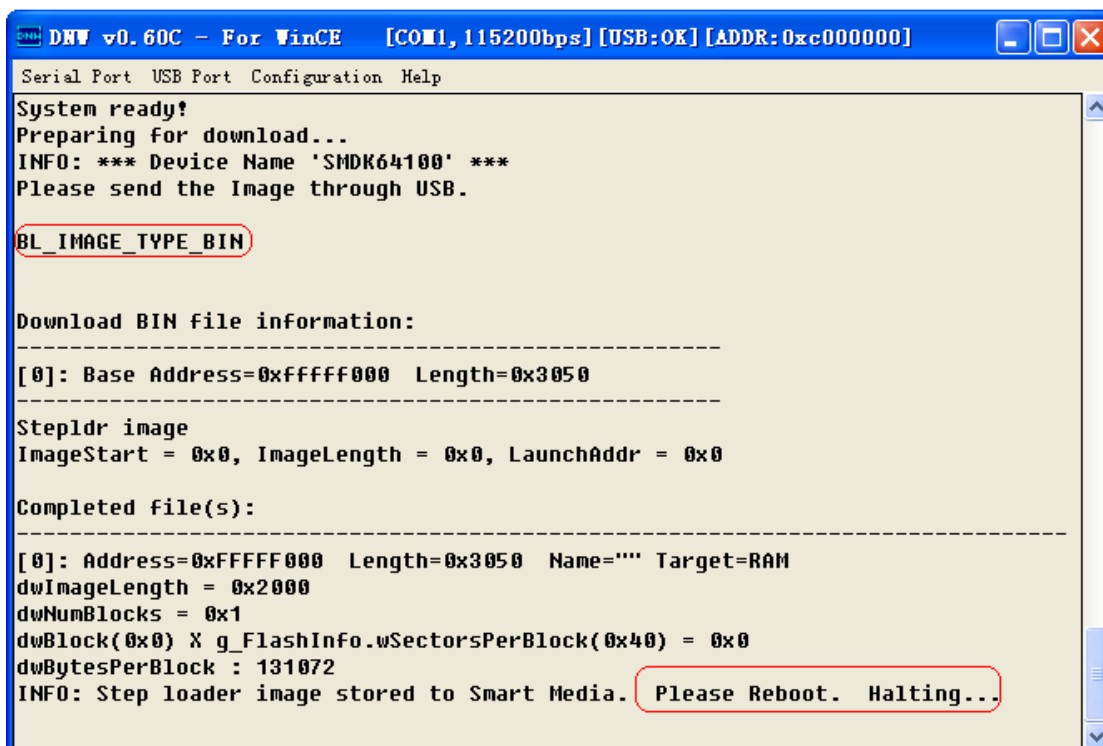 DNW v0.60C - For WinCE [COM1,115200bps][USB:OK][ADDR:0xc000000]
Serial Port USB Port Configuration Help
System ready!
Preparing for download...
INFO: *** Device Name 'SMDK64100' ***
Please send the Image through USB.
BL_IMAGE_TYPE_BIN
Download BIN file information:
-----------------------------------------------------
[0]: Base Address=0xfffff000 Length=0x3050
-----------------------------------------------------
Stepldr image
ImageStart = 0x0, ImageLength = 0x0, LaunchAddr = 0x0
Completed file(s):
-------------------------------------------------------------------------------
[0]: Address=0xFFFFF000 Length=0x3050 Name="" Target=RAM
dwImageLength = 0x2000
dwNumBlocks = 0x1
dwBlock(0x0) X g_FlashInfo.wSectorsPerBlock(0x40) = 0x0
dwBytesPerBlock : 131072
INFO: Step loader image stored to Smart Media. Please Reboot. Halting...